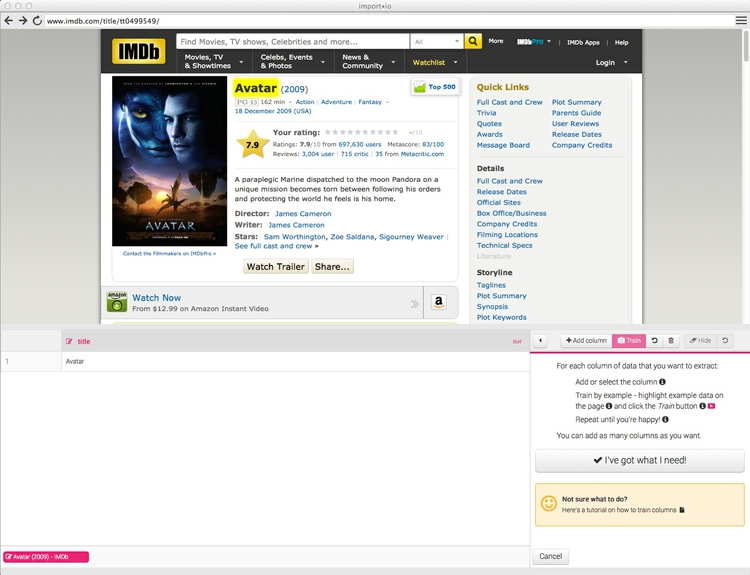 import•io
www.imdb.com/title/tt0499549/
IMDb
Find Movies, TV shows, Celebrities and more...
All
More
IMDbPro
IMDb Apps
Help
Movies, TV
& Showtimes
Celebs, Events
& Photos
News &
Community
Watchlist
Login
AVATAR
Contact the Filmmakers on IMDbPro »
Avatar (2009)
Top 500
PG-13 162 min - Action | Adventure | Fantasy -
18 December 2009 (USA)
7.9
Your rating: -/10
Ratings: 7.9/10 from 697,630 users Metascore: 83/100
Reviews: 3,004 user | 715 critic | 35 from Metacritic.com
A paraplegic Marine dispatched to the moon Pandora on a
unique mission becomes torn between following his orders
and protecting the world he feels is his home.
Director: James Cameron
Writer: James Cameron
Stars: Sam Worthington, Zoe Saldana, Sigourney Weaver |
See full cast and crew »
Watch Trailer
Share...
amazon
Watch Now
From $12.99 on Amazon Instant Video
a
Quick Links
Full Cast and Crew
Plot Summary
Trivia
Parents Guide
Quotes
User Reviews
Awards
Release Dates
Message Board
Company Credits
Details
Full Cast and Crew
Release Dates
Official Sites
Box Office/Business
Company Credits
Filming Locations
Technical Specs
Literature
Storyline
Taglines
Plot Summary
Synopsis
Plot Keywords
title
text
1
Avatar
Add column
Train
Hide
For each column of data that you want to extract:
Add or select the column
Train by example - highlight example data on
the page and click the Train button
Repeat until you're happy!
You can add as many columns as you want.
I've got what I need!
Not sure what to do?
Here's a tutorial on how to train columns
Avatar (2009) - IMDb
Cancel